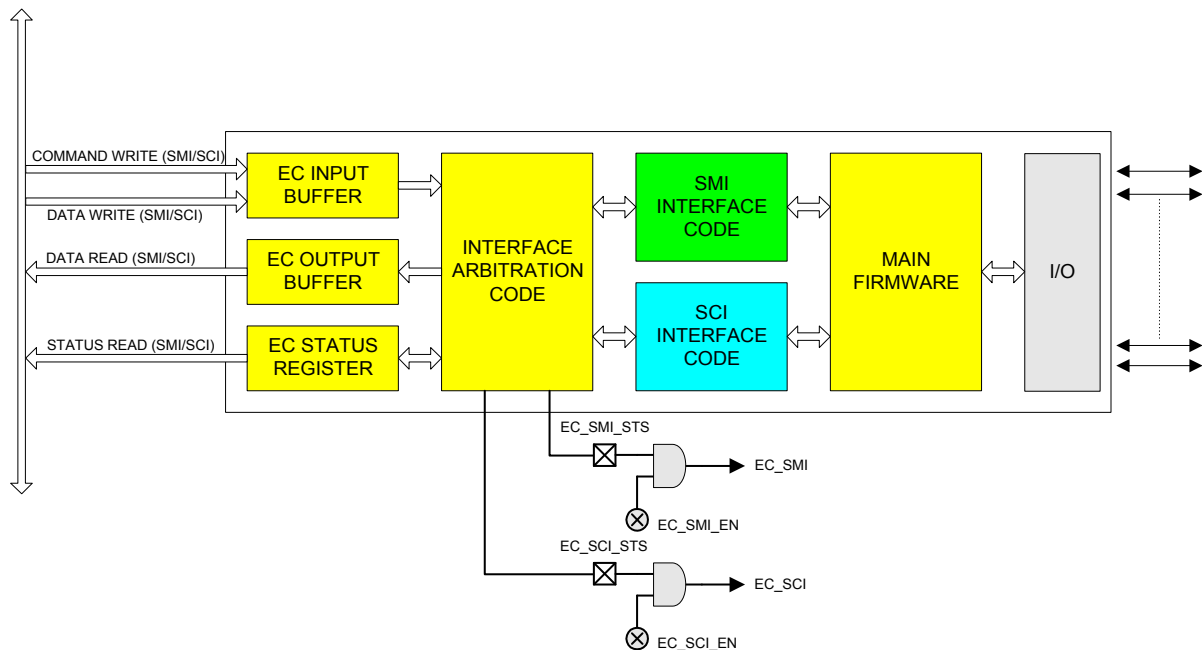 COMMAND WRITE (SMI/SCI)
DATA WRITE (SMI/SCI)
DATA READ (SMI/SCI)
STATUS READ (SMI/SCI)
EC INPUT
BUFFER
EC OUTPUT
BUFFER
EC STATUS
REGISTER
INTERFACE
ARBITRATION
CODE
SMI
INTERFACE
CODE
SCI
INTERFACE
CODE
MAIN
FIRMWARE
I/O
EC_SMI_STS
EC_SMI
EC_SMI_EN
EC_SCI_STS
EC_SCI
EC_SCI_EN